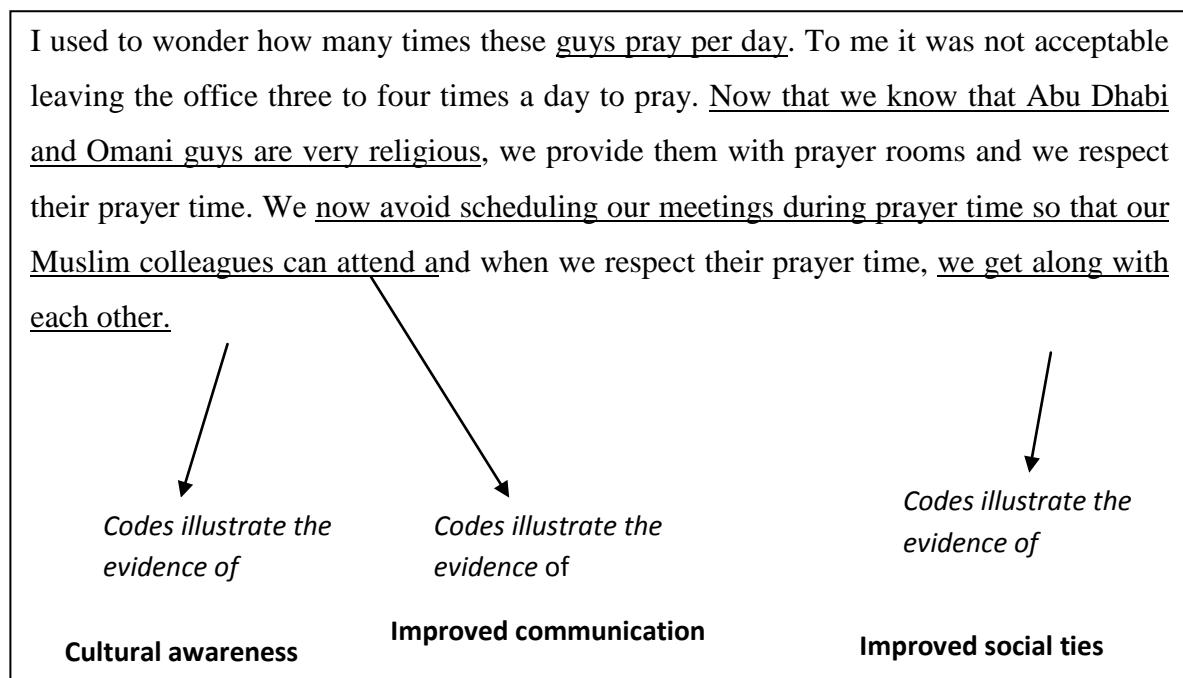 I used to wonder how many times these guys pray per day. To me it was not acceptable
leaving the office three to four times a day to pray. Now that we know that Abu Dhabi
and Omani guys are very religious, we provide them with prayer rooms and we respect
their prayer time. We now avoid scheduling our meetings during prayer time so that our
Muslim colleagues can attend and when we respect their prayer time, we get along with
each other.
Codes illustrate the
evidence of
Cultural awareness
Codes illustrate the
evidence of
Improved communication
Codes illustrate the
evidence of
Improved social ties